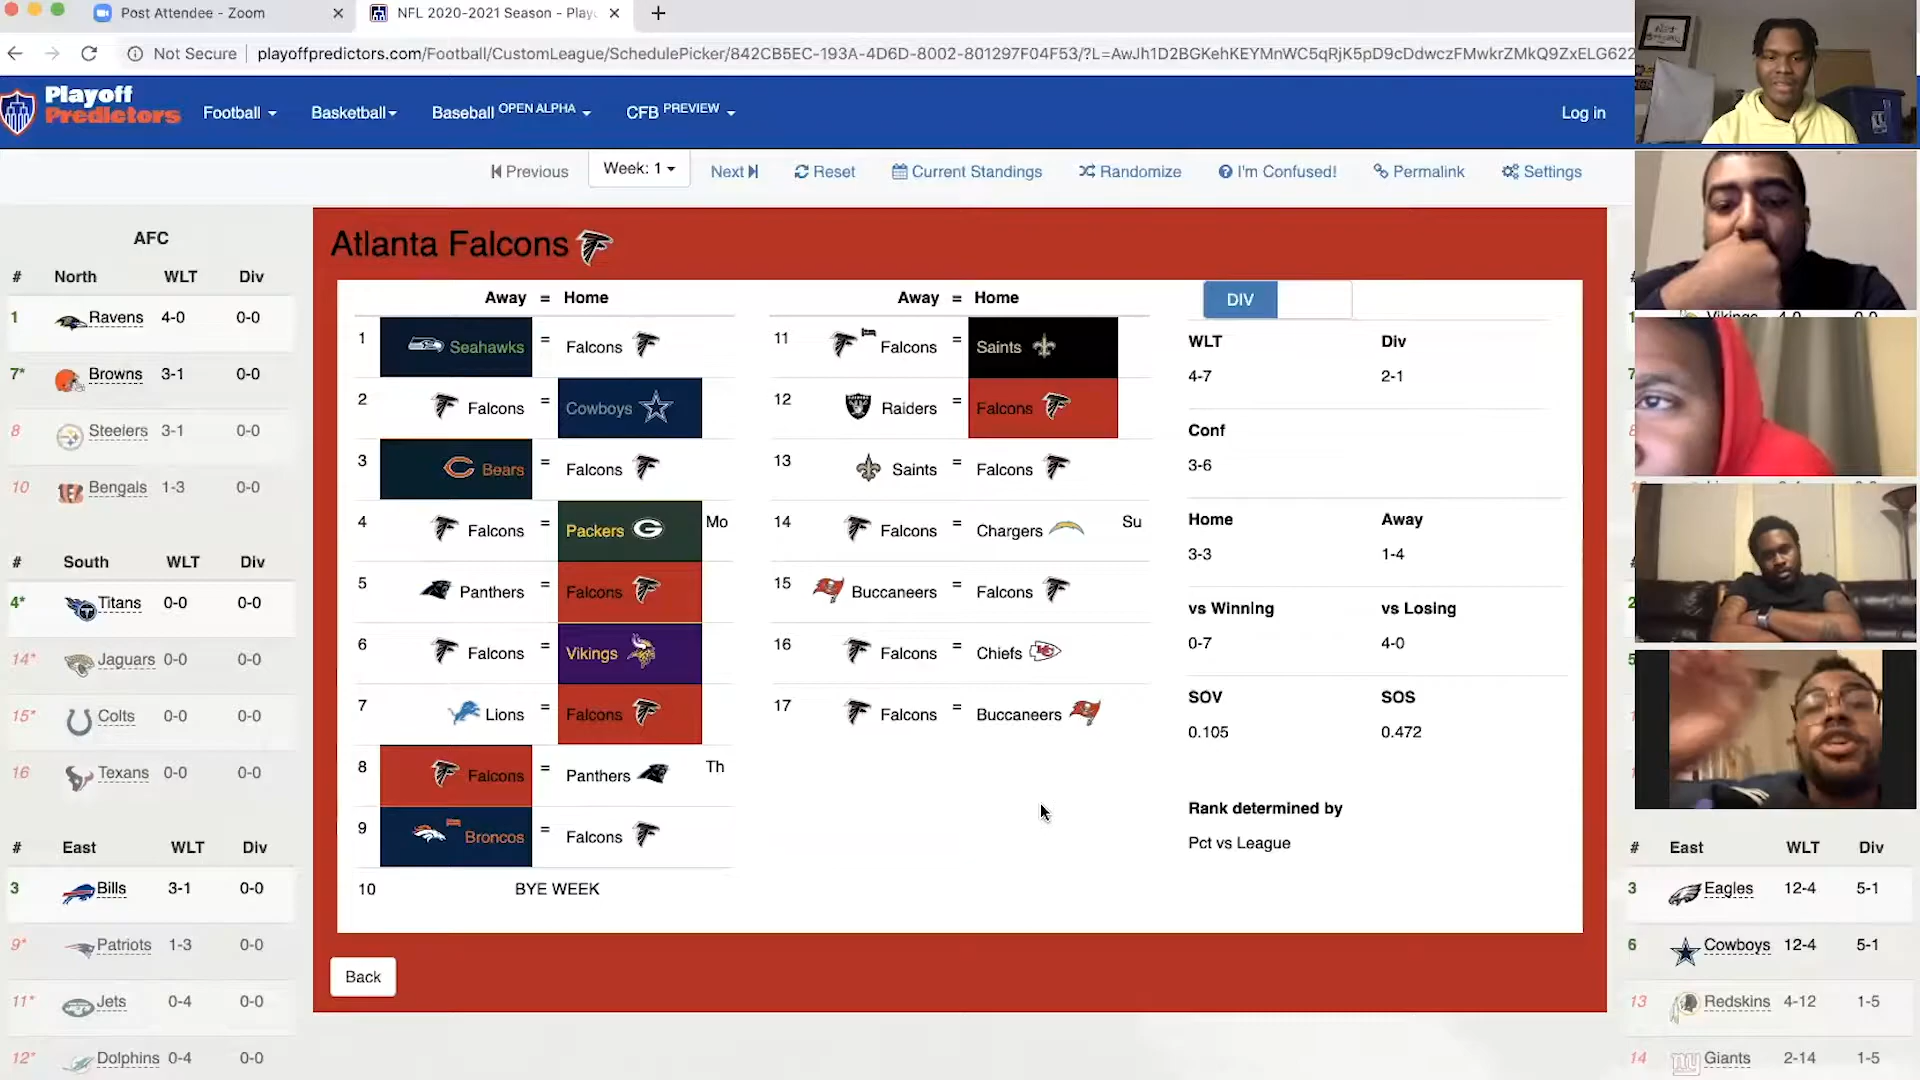 Post Attendee - Zoom
NFL 2020-2021 Season - Play
Not Secure
playoffpredictors.com/Football/CustomLeague/SchedulePicker/842CB5EC-193A-4D6D-8002-801297F04F53/?L=AwJh1D2BGKehKEYMnWC5qRjK5pD9cDdwczFMwkrZMkQ9ZxELG622
Playoff
Predictors
Football
Basketball
Baseball OPEN ALPHA
CFB PREVIEW
Log in
Previous
Week: 1
Next
Reset
Current Standings
Randomize
I'm Confused!
Permalink
Settings
AFC
# North WLT Div
1 Ravens 4-0 0-0
7* Browns 3-1 0-0
8 Steelers 3-1 0-0
10 Bengals 1-3 0-0
# South WLT Div
4* Titans 0-0 0-0
14* Jaguars 0-0 0-0
15* Colts 0-0 0-0
16 Texans 0-0 0-0
# East WLT Div
3 Bills 3-1 0-0
9* Patriots 1-3 0-0
11* Jets 0-4 0-0
12* Dolphins 0-4 0-0
Atlanta Falcons
Away = Home
1 Seahawks = Falcons
2 Falcons = Cowboys
3 Bears = Falcons
4 Falcons = Packers Mo
5 Panthers = Falcons
6 Falcons = Vikings
7 Lions = Falcons
8 Falcons = Panthers Th
9 Broncos = Falcons
10 BYE WEEK
Away = Home
11 Falcons = Saints
12 Raiders = Falcons
13 Saints = Falcons
14 Falcons = Chargers Su
15 Buccaneers = Falcons
16 Falcons = Chiefs
17 Falcons = Buccaneers
DIV
WLT Div
4-7 2-1
Conf
3-6
Home Away
3-3 1-4
vs Winning vs Losing
0-7 4-0
SOV SOS
0.105 0.472
Rank determined by
Pct vs League
Back
Vikings 4-0 0-0
# East WLT Div
3 Eagles 12-4 5-1
6 Cowboys 12-4 5-1
13 Redskins 4-12 1-5
14 Giants 2-14 1-5